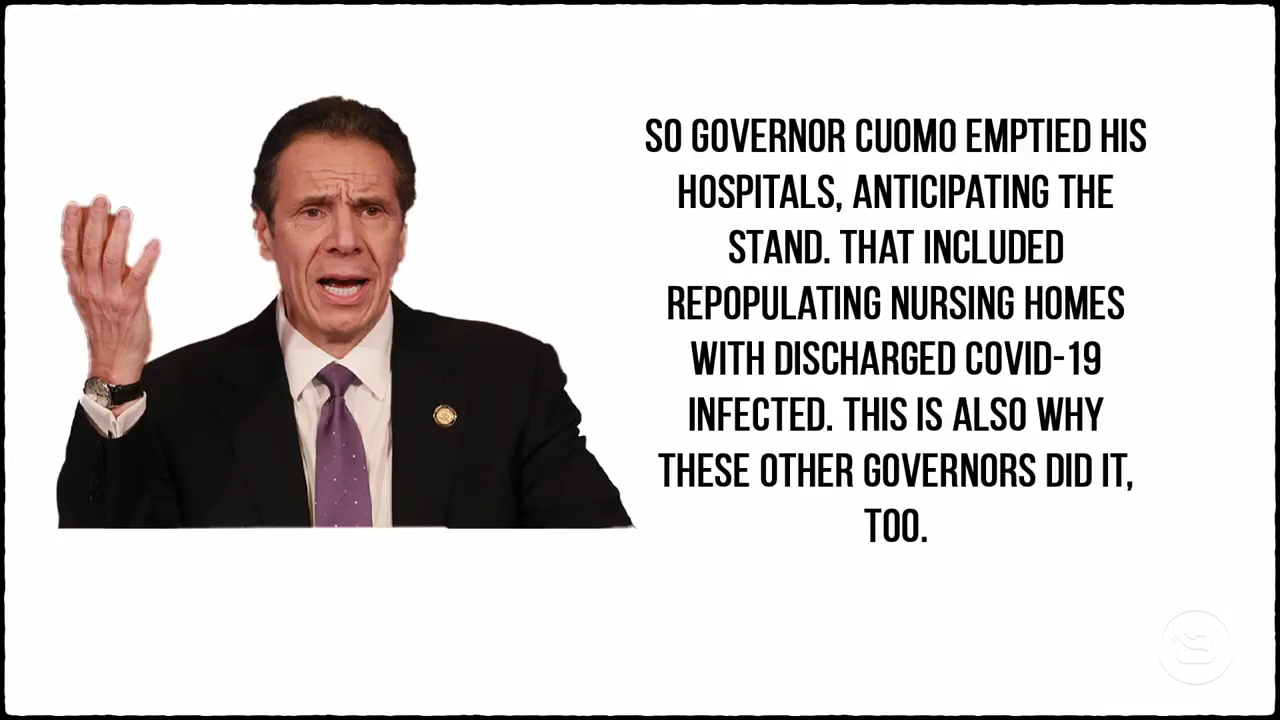 SO GOVERNOR CUOMO EMPTIED HIS
HOSPITALS, ANTICIPATING THE
STAND. THAT INCLUDED
REPOPULATING NURSING HOMES
WITH DISCHARGED COVID-19
INFECTED. THIS IS ALSO WHY
THESE OTHER GOVERNORS DID IT,
TOO.